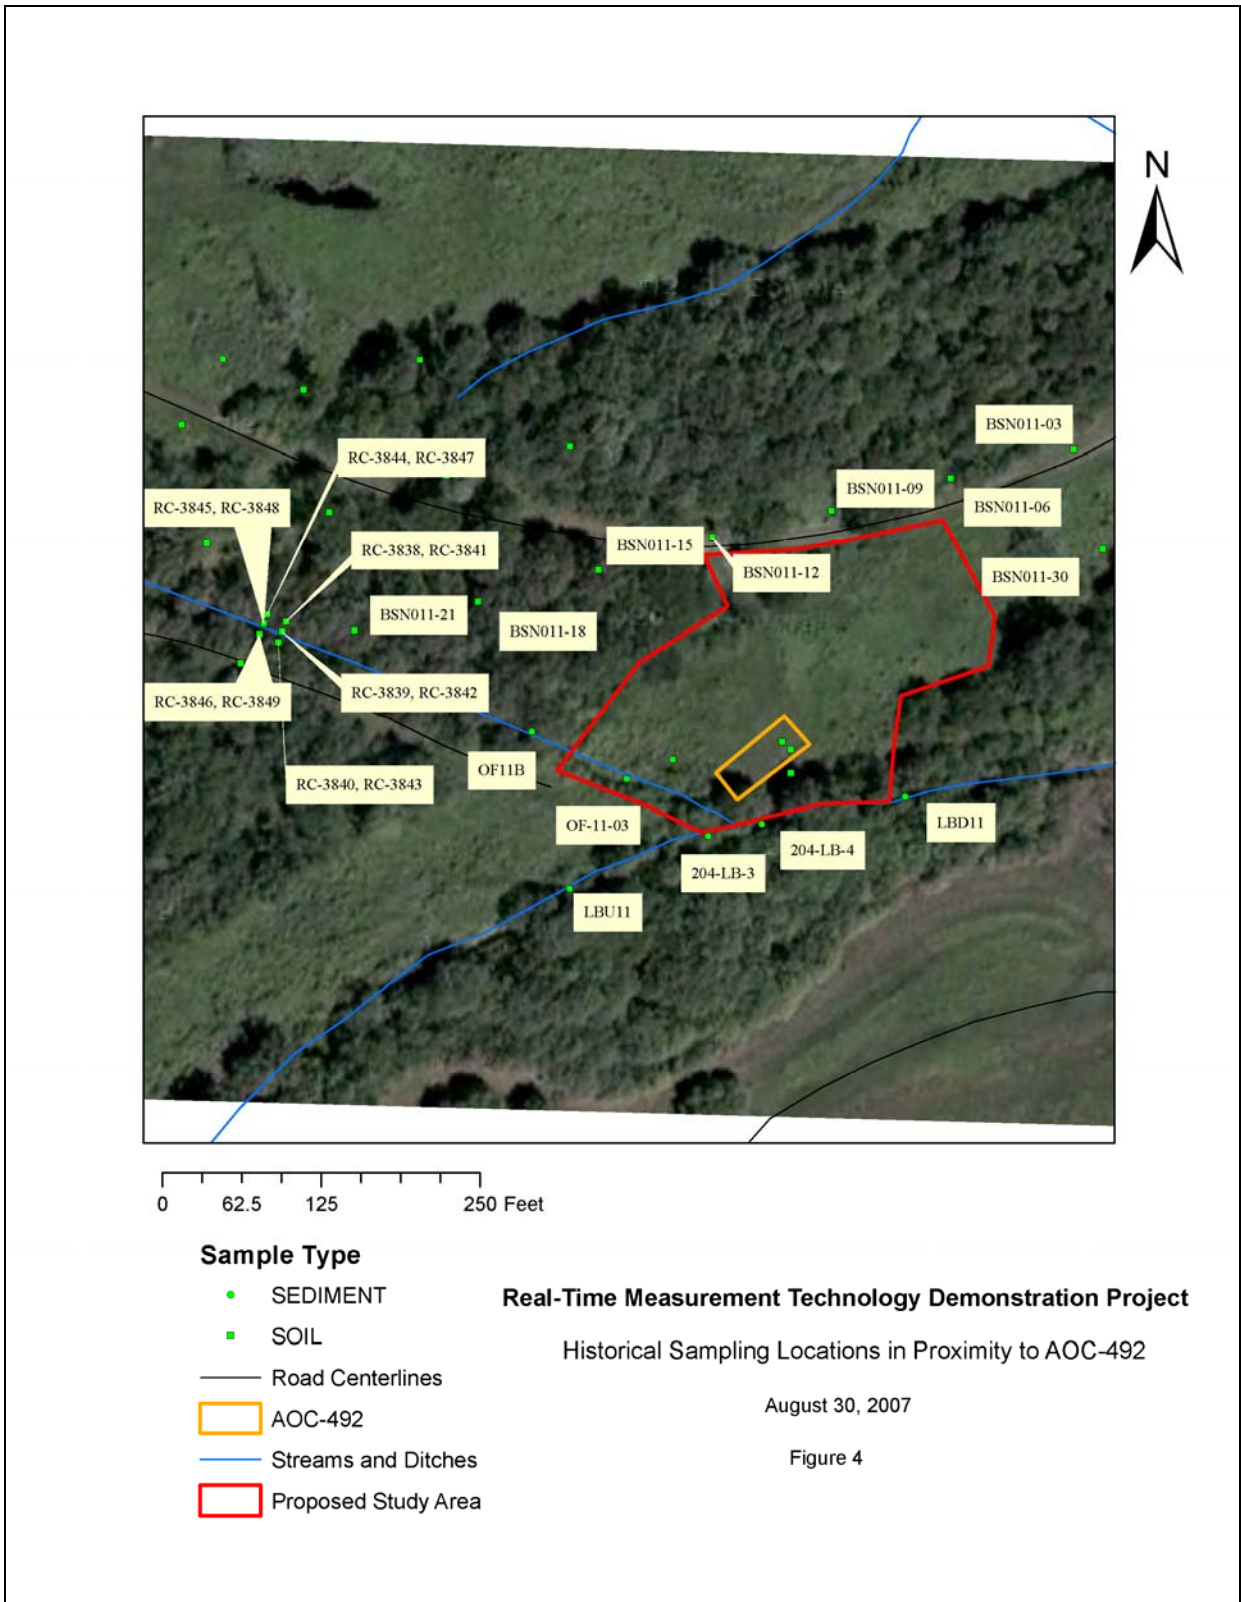 N
BSN011-03
RC-3844, RC-3847
BSN011-09
RC-3845, RC-3848
BSN011-06
BSN011-15
RC-3838, RC-3841
BSN011-12
BSN011-30
BSN011-21
BSN011-18
RC-3846, RC-3849
RC-3839, RC-3842
OF11B
RC-3840, RC-3843
OF-11-03
LBD11
204-LB-4
204-LB-3
LBU11
0 62.5 125 250 Feet
Sample Type
SEDIMENT
SOIL
Road Centerlines
AOC-492
Streams and Ditches
Proposed Study Area
Real-Time Measurement Technology Demonstration Project
Historical Sampling Locations in Proximity to AOC-492
August 30, 2007
Figure 4